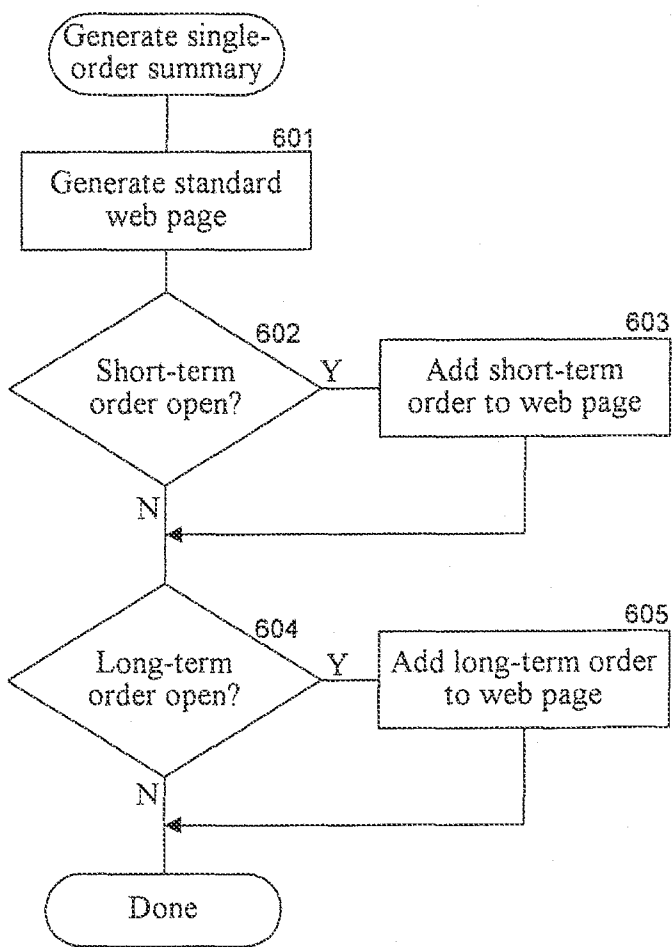 Generate single-
order summary
601
Generate standard
web page
602
Short-term
order open?
Y
603
Add short-term
order to web page
N
604
Long-term
order open?
Y
605
Add long-term order
to web page
N
Done